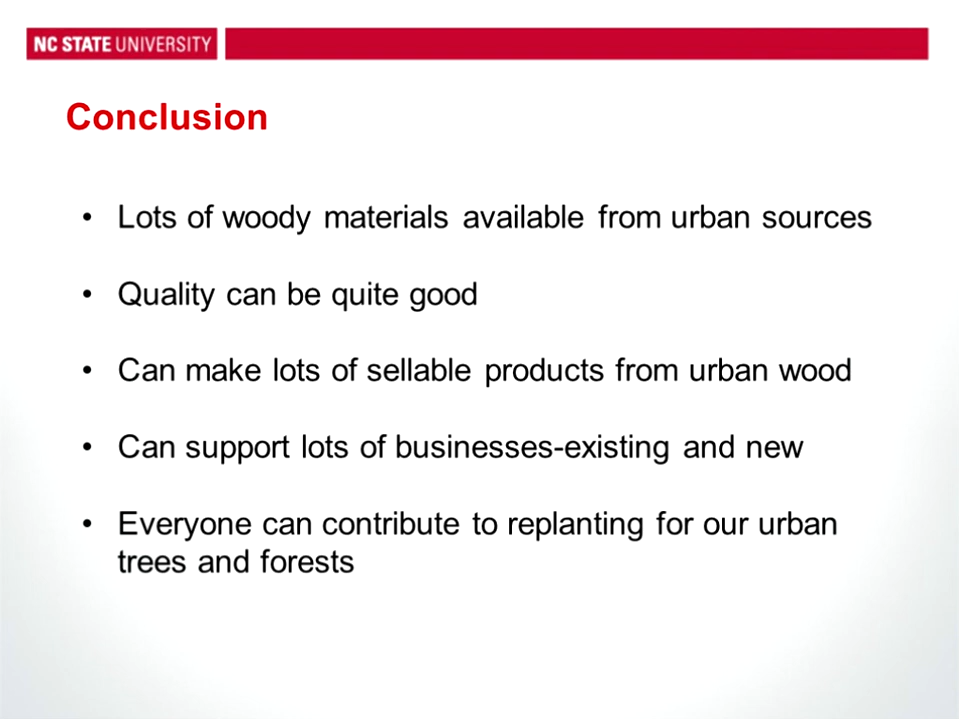 NC STATE UNIVERSITY
Conclusion
• Lots of woody materials available from urban sources
• Quality can be quite good
• Can make lots of sellable products from urban wood
• Can support lots of businesses-existing and new
• Everyone can contribute to replanting for our urban
trees and forests